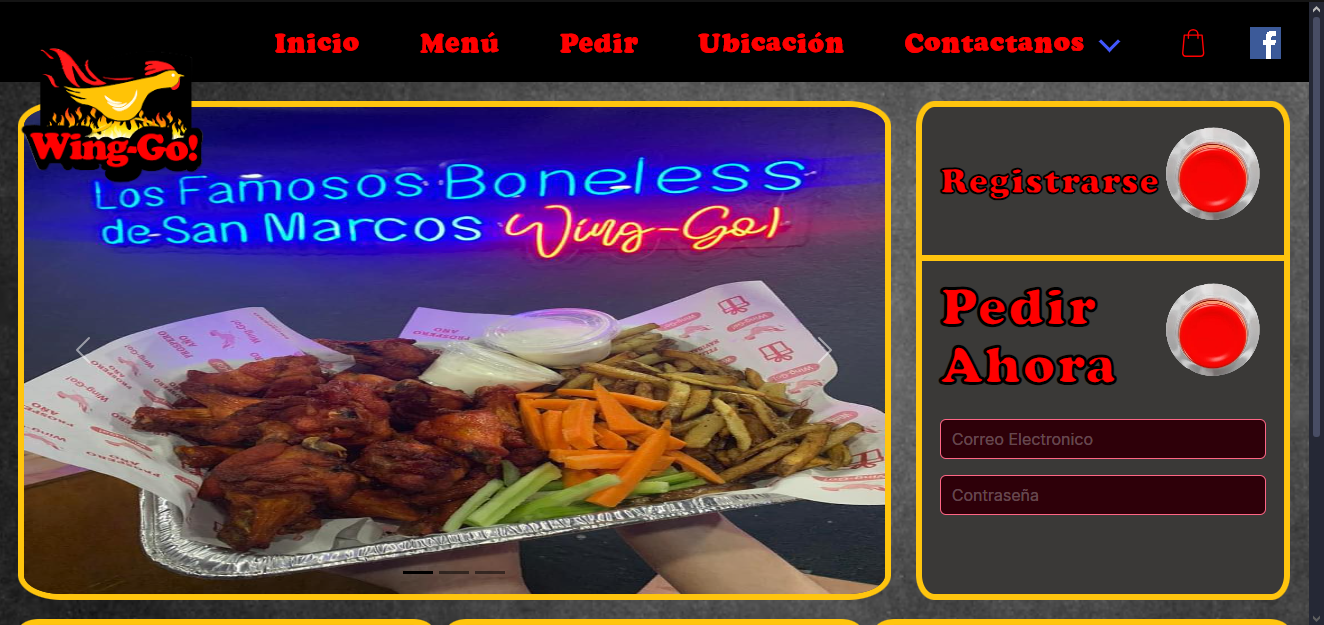 Inicio
Menú
Pedir
Ubicación
Contactanos
Wing-Go!
Los Famosos Boneless
de San Marcos Wing-Go!
Registrarse
Pedir
Ahora
Correo Electronico
Contraseña